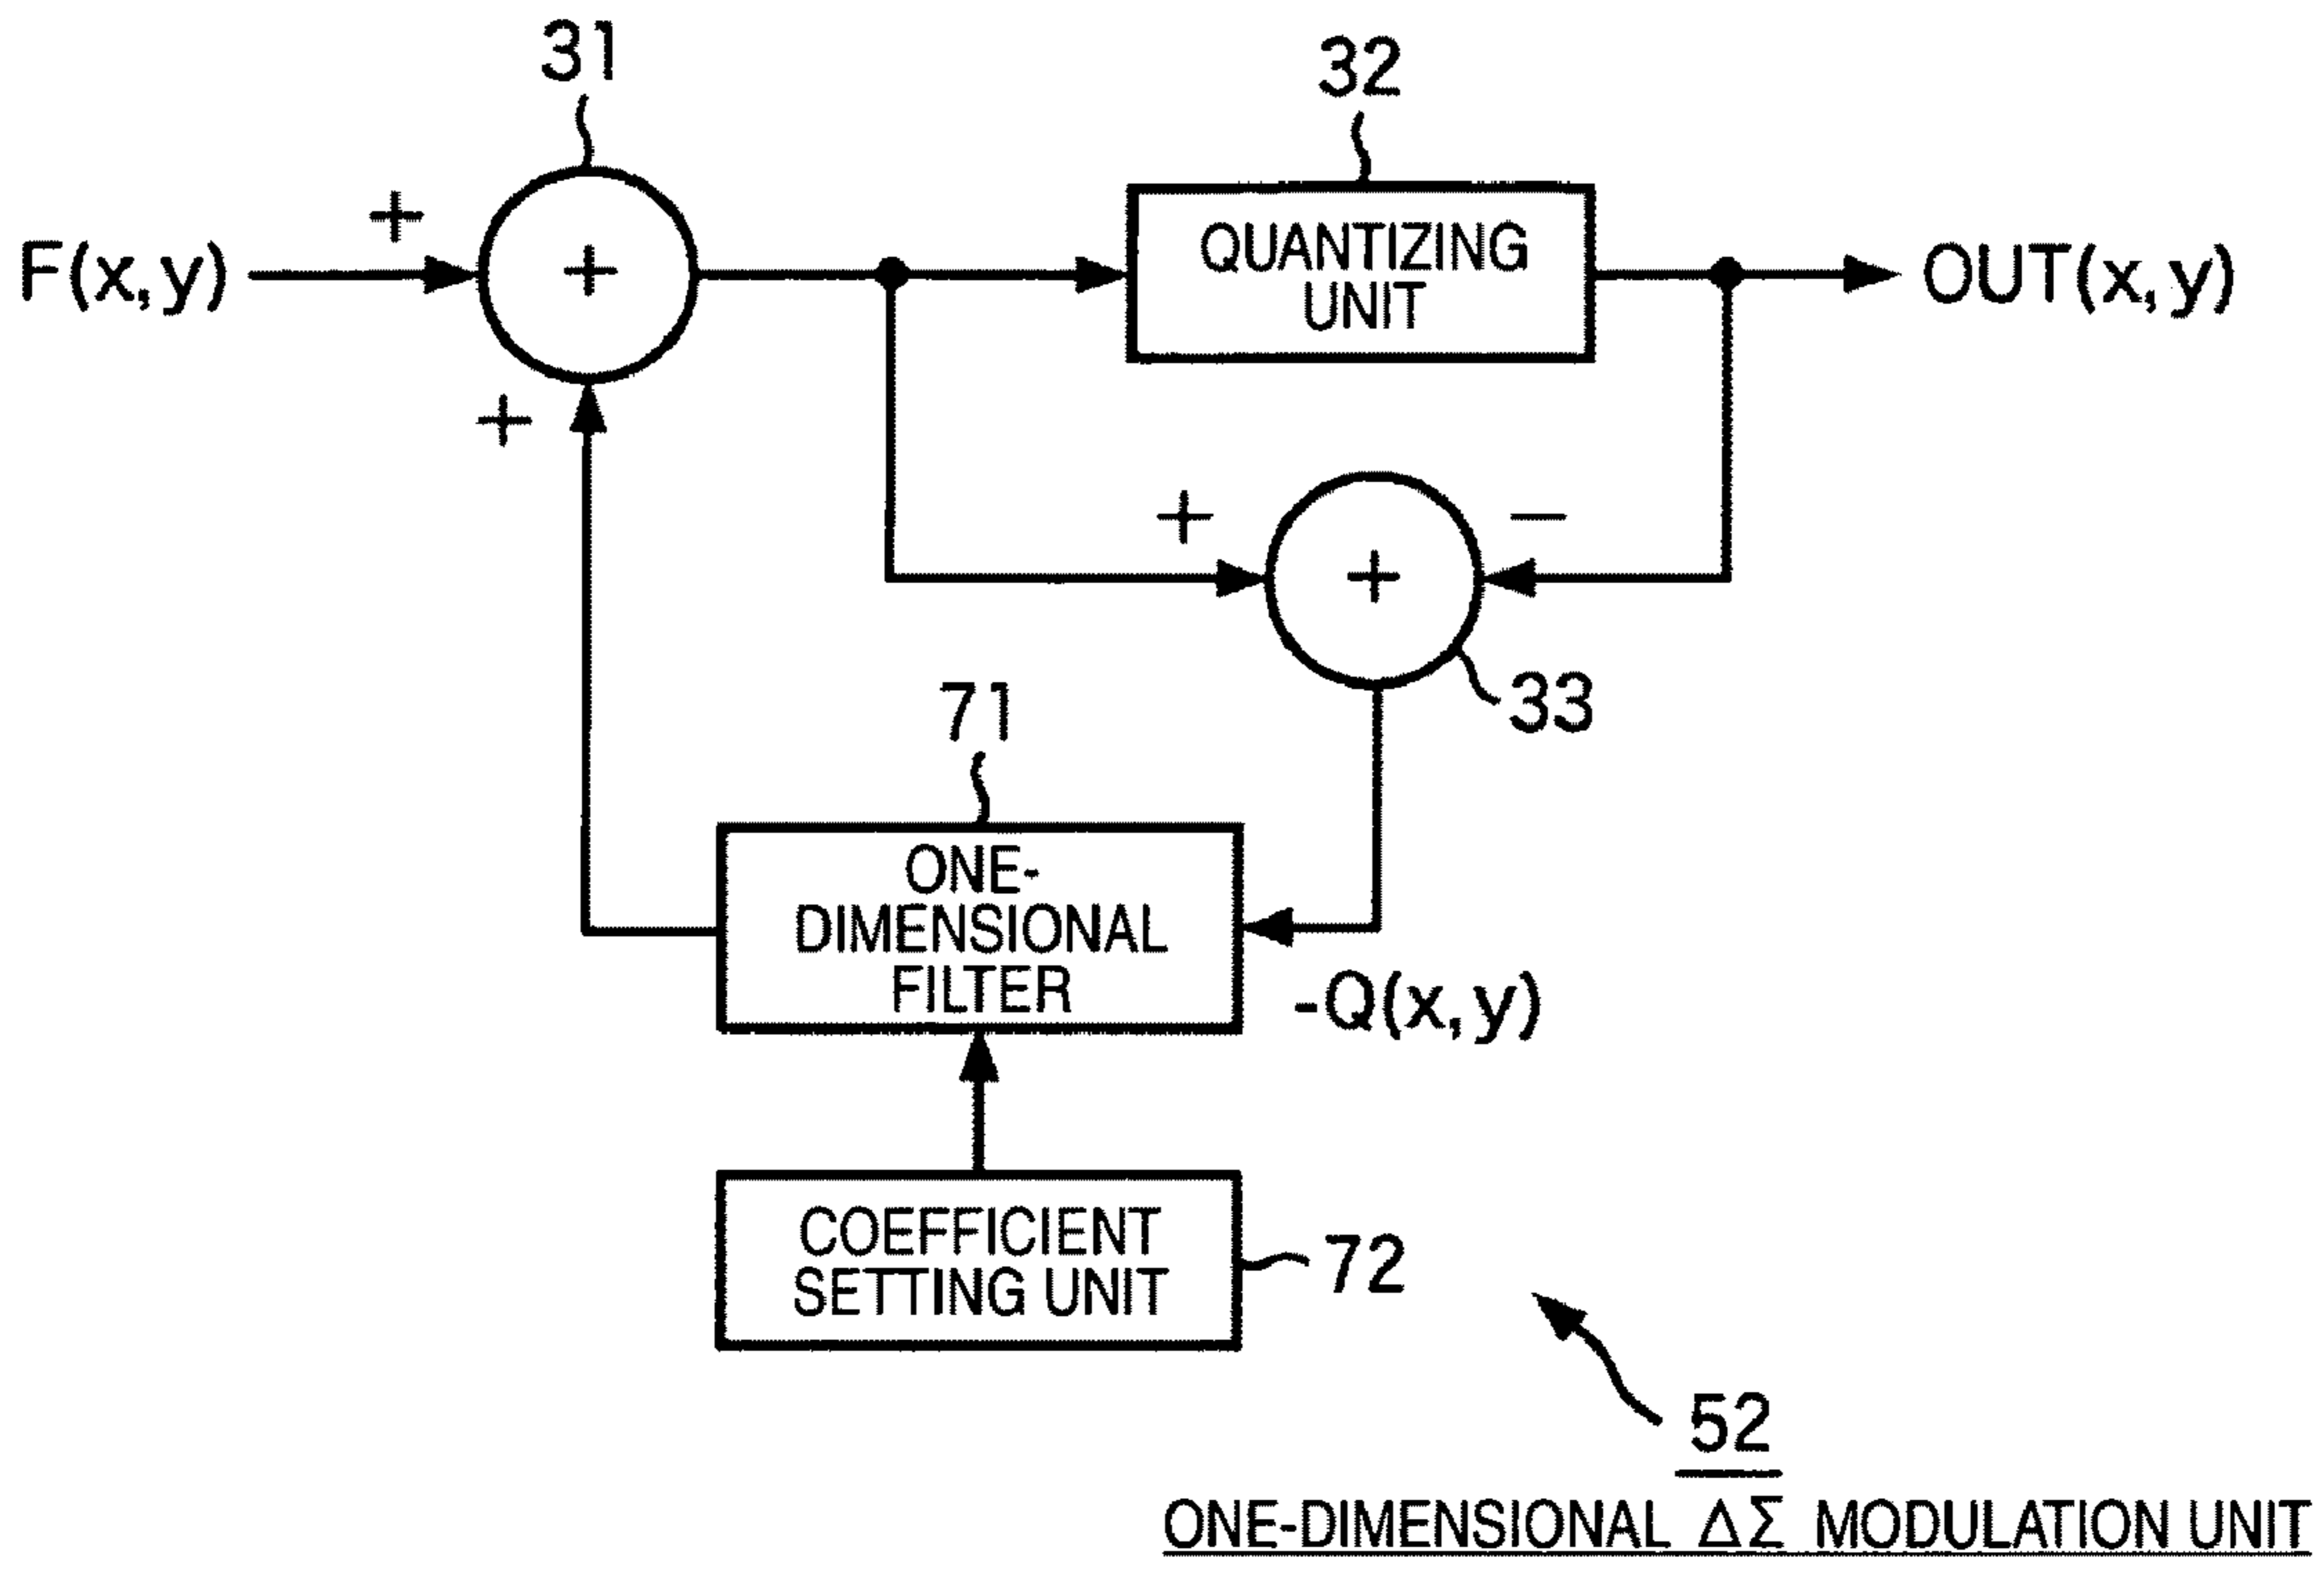 31
32
+
F(x,y)
+
QUANTIZING
UNIT
OUT(x,y)
+
+
−
+
33
71
ONE-
DIMENSIONAL
FILTER
-Q(x,y)
COEFFICIENT
SETTING UNIT
72
52
ONE-DIMENSIONAL ΔΣ MODULATION UNIT